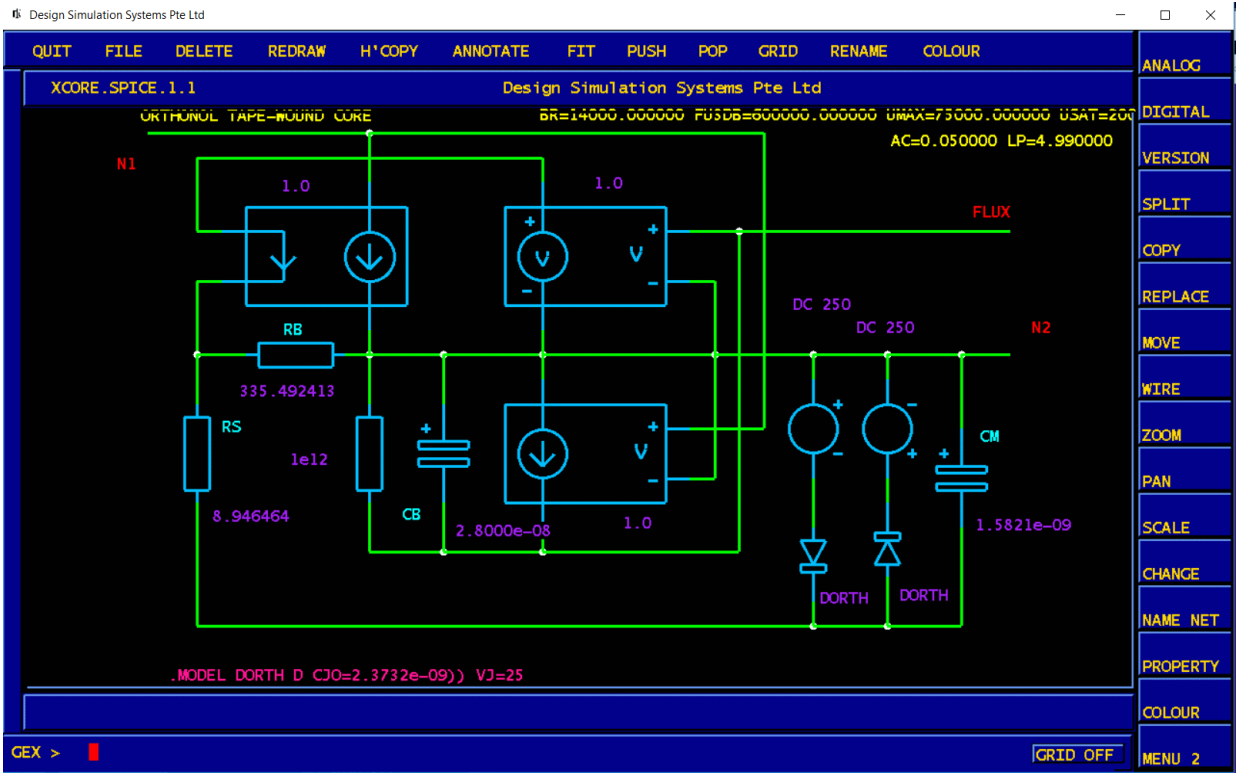 Design Simulation Systems Pte Ltd
QUIT FILE DELETE REDRAW H'COPY ANNOTATE FIT PUSH POP GRID RENAME COLOUR
XCORE.SPICE.1.1 Design Simulation Systems Pte Ltd
ORTHONOL TAPE-WOUND CORE BR=14000.000000 FUSDB=600000.000000 UMAX=75000.000000 USAT=200
AC=0.050000 LP=4.990000
N1
1.0 1.0
FLUX
+ + V V - -
DC 250
DC 250
N2
RB
335.492413
RS
1e12
8.946464
+
CB
2.8000e-08
+ V -
1.0
+ -
- +
CM
+
1.5821e-09
DORTH DORTH
.MODEL DORTH D CJO=2.3732e-09)) VJ=25
GEX >
GRID OFF
ANALOG
DIGITAL
VERSION
SPLIT
COPY
REPLACE
MOVE
WIRE
ZOOM
PAN
SCALE
CHANGE
NAME NET
PROPERTY
COLOUR
MENU 2